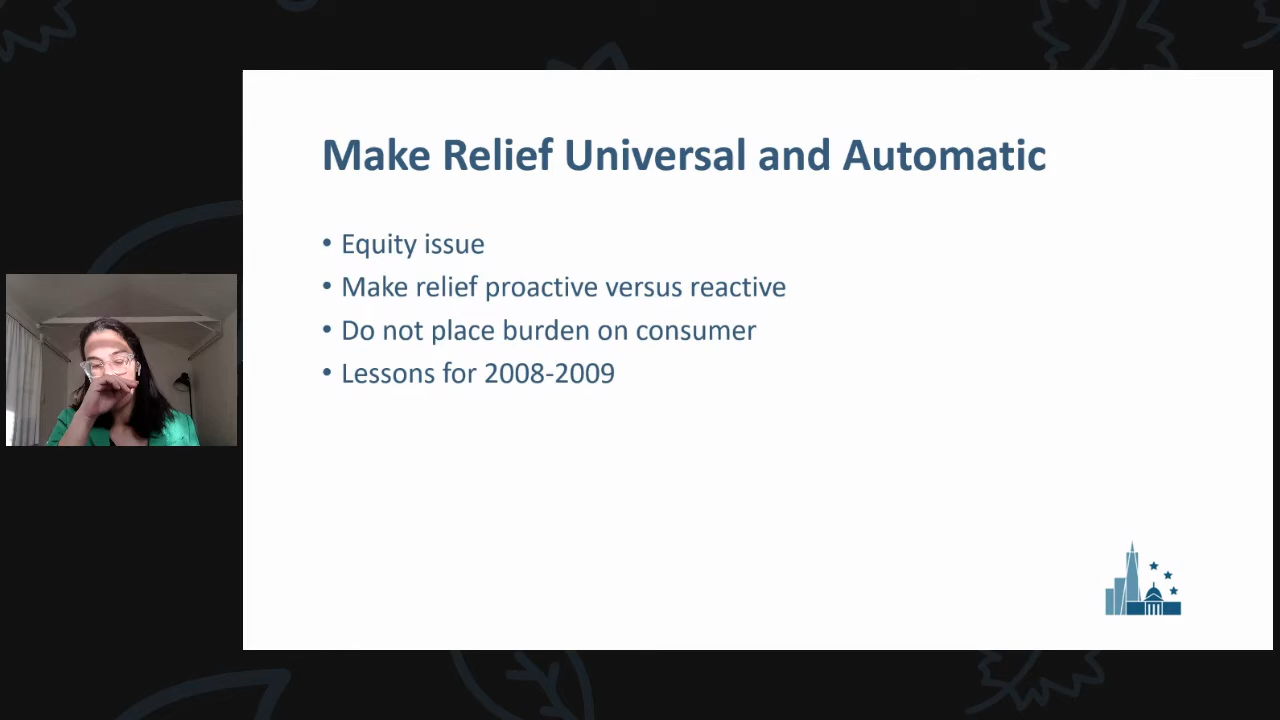 Make Relief Universal and Automatic
• Equity issue
• Make relief proactive versus reactive
• Do not place burden on consumer
• Lessons for 2008-2009